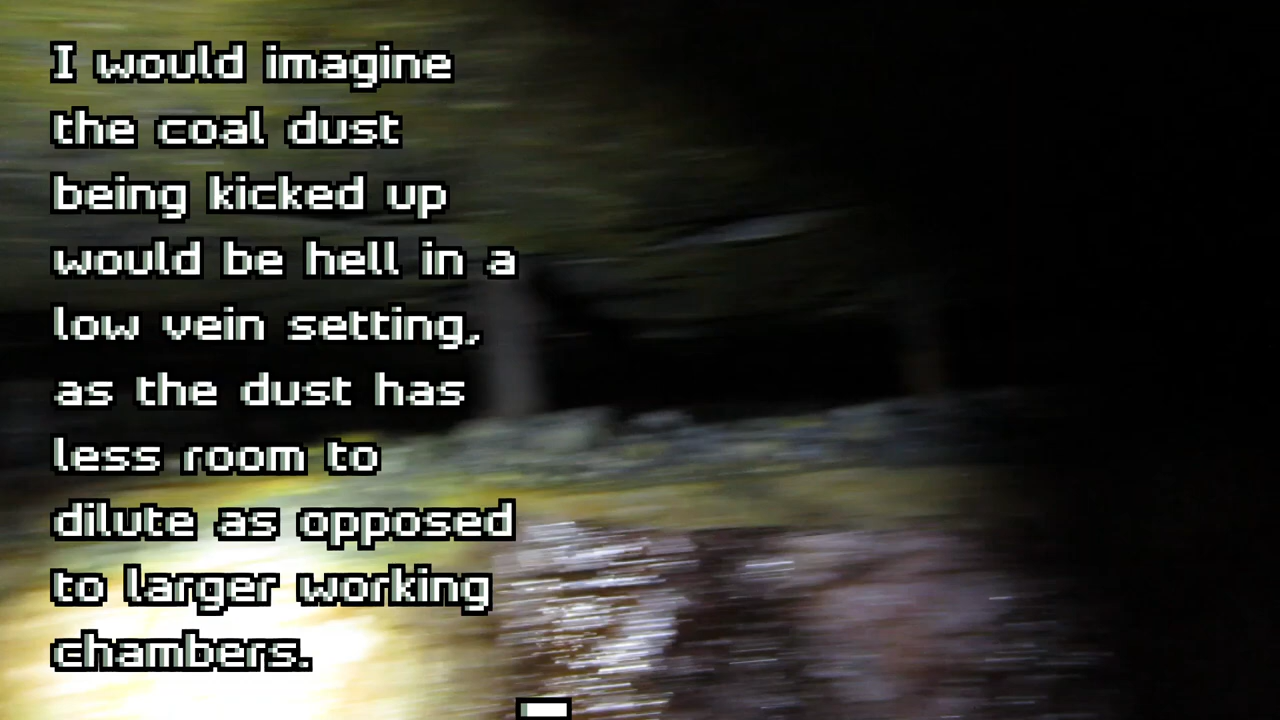 I would imagine
the coal dust
being kicked up
would be hell in a
low vein setting,
as the dust has
less room to
dilute as opposed
to larger working
chambers.